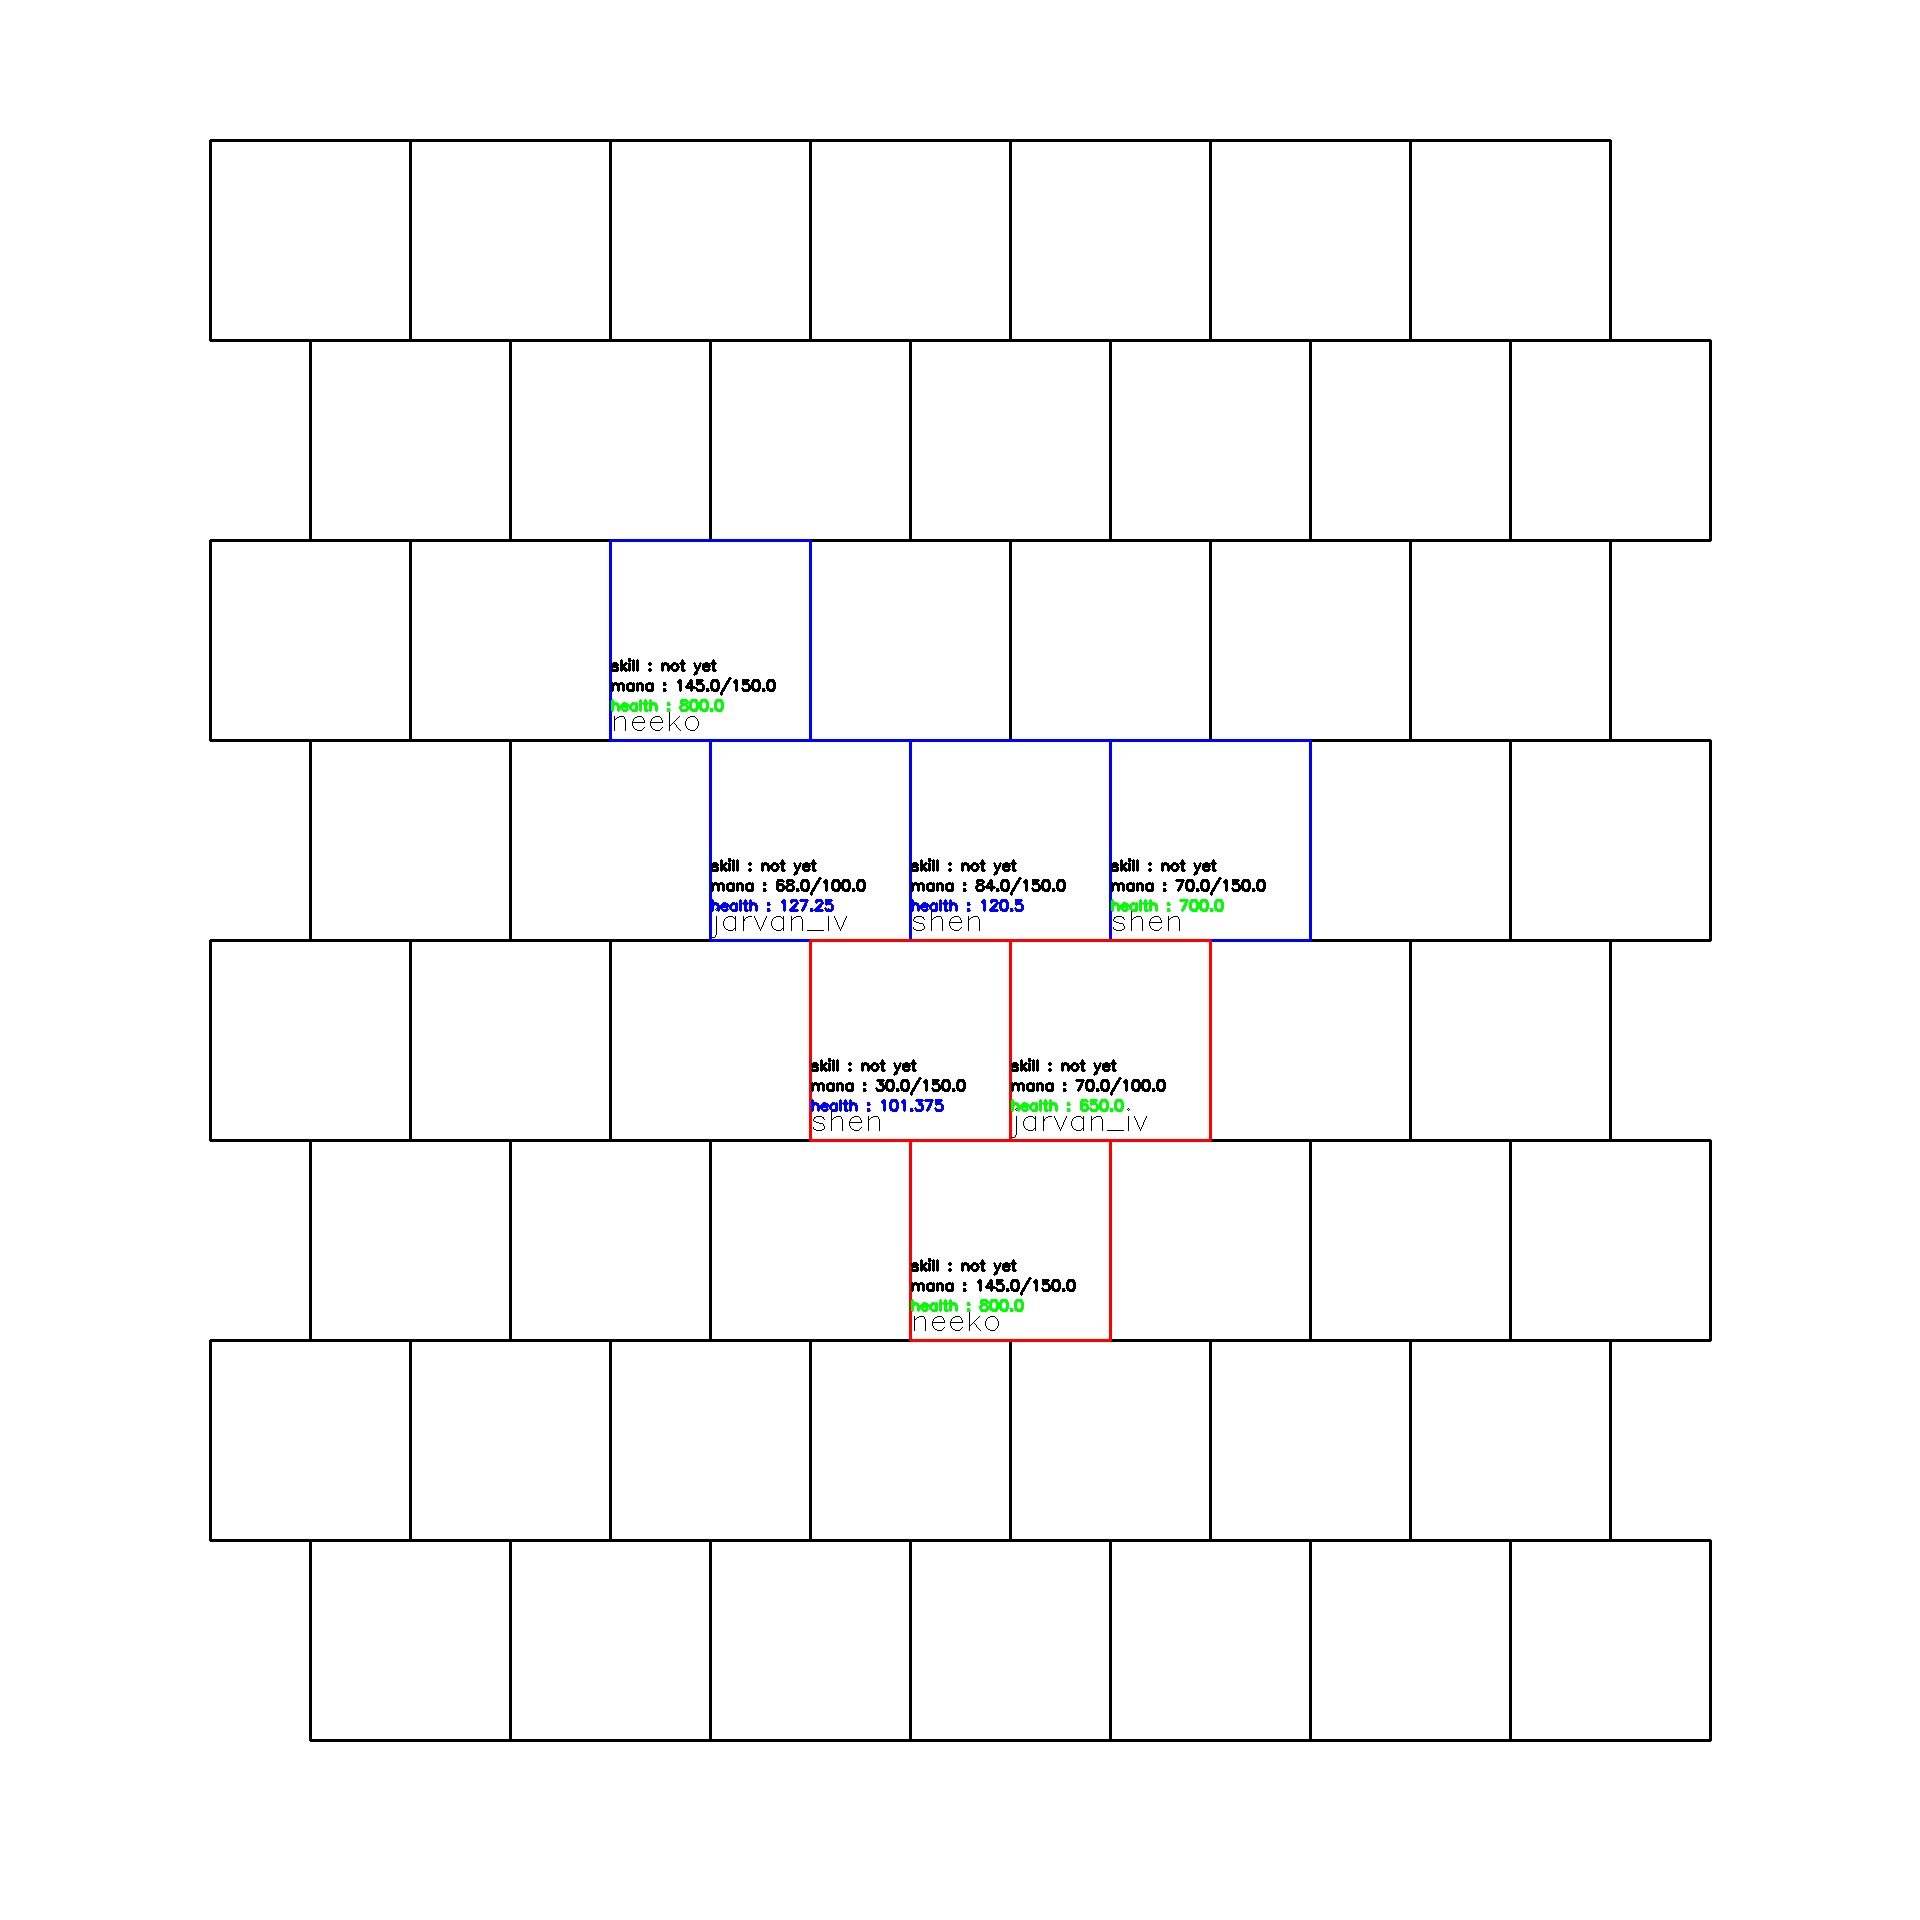 skill : not yet
mana : 145.0/150.0
health : 800.0
neeko
skill : not yet
mana : 68.0/100.0
health : 127.25
jarvan_iv
skill : not yet
mana : 84.0/150.0
health : 120.5
shen
skill : not yet
mana : 70.0/150.0
health : 700.0
shen
skill : not yet
mana : 30.0/150.0
health : 101.375
shen
skill : not yet
mana : 70.0/100.0
health : 650.0
jarvan_iv
skill : not yet
mana : 145.0/150.0
health : 800.0
neeko